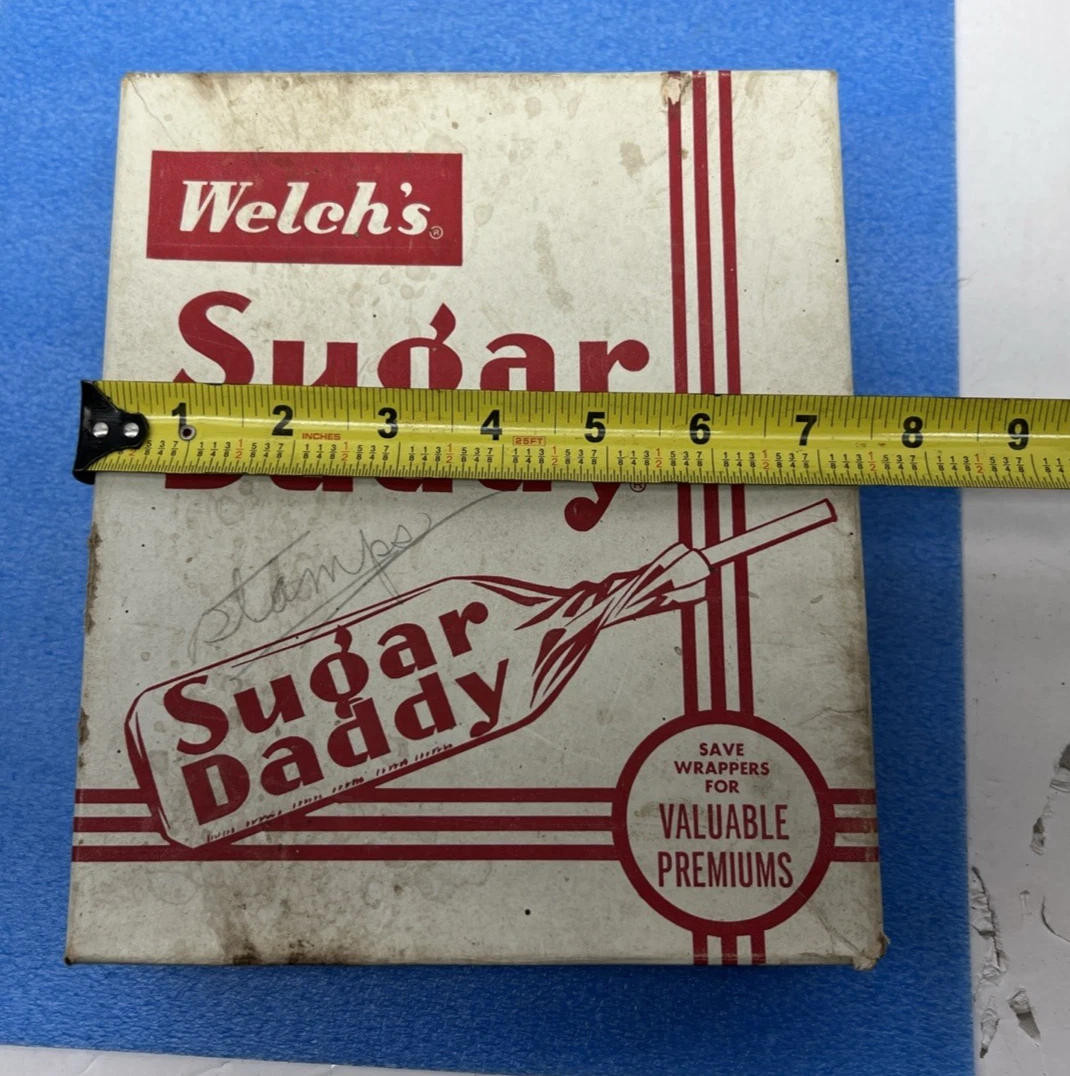 Welch's®
Sugar
1 2 3 4 5 6 7 8 9
INCHES 25FT
Daddy®
stamps
Sugar
Daddy
SAVE
WRAPPERS
FOR
VALUABLE
PREMIUMS